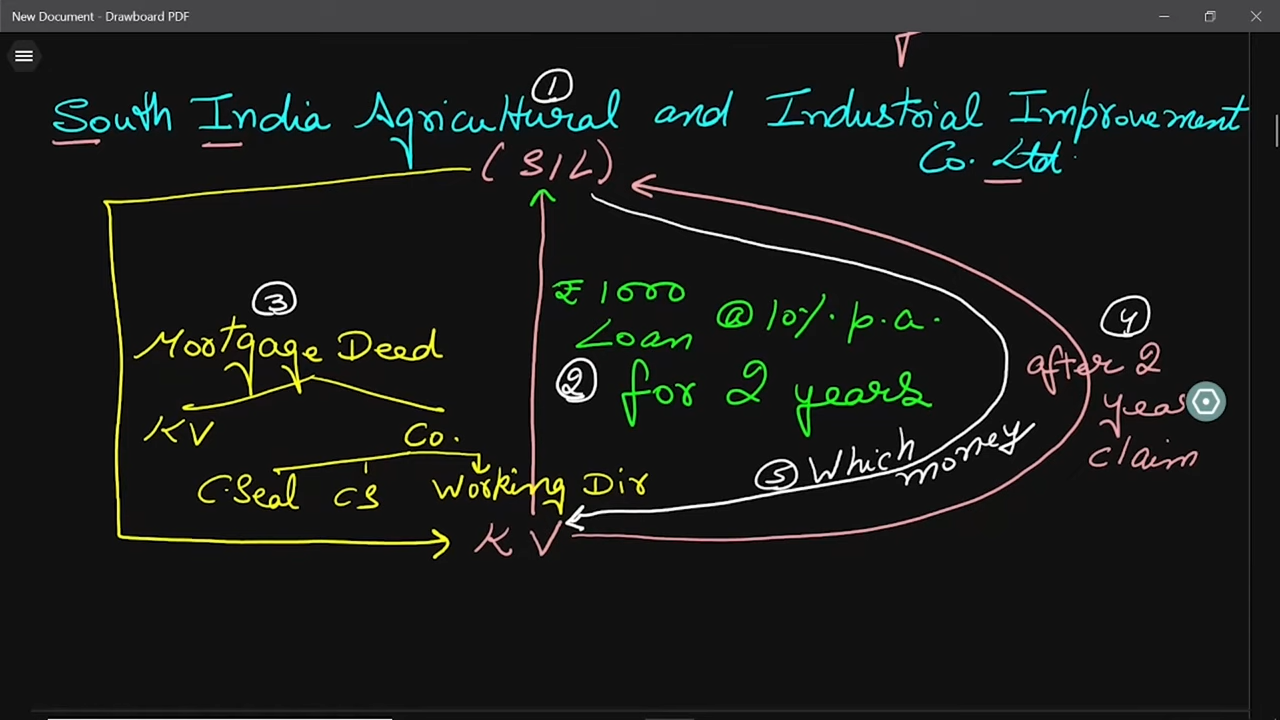 New Document - Drawboard PDF
①
South India Agricultural and Industrial Improvement
Co. Ltd.
(SIL)
③
Mortgage Deed
KV Co.
C.Seal CS Working Dir
₹1000
Loan @10%. p.a.
② for 2 years
④
after 2
year
claim
⑤ Which
money
KV